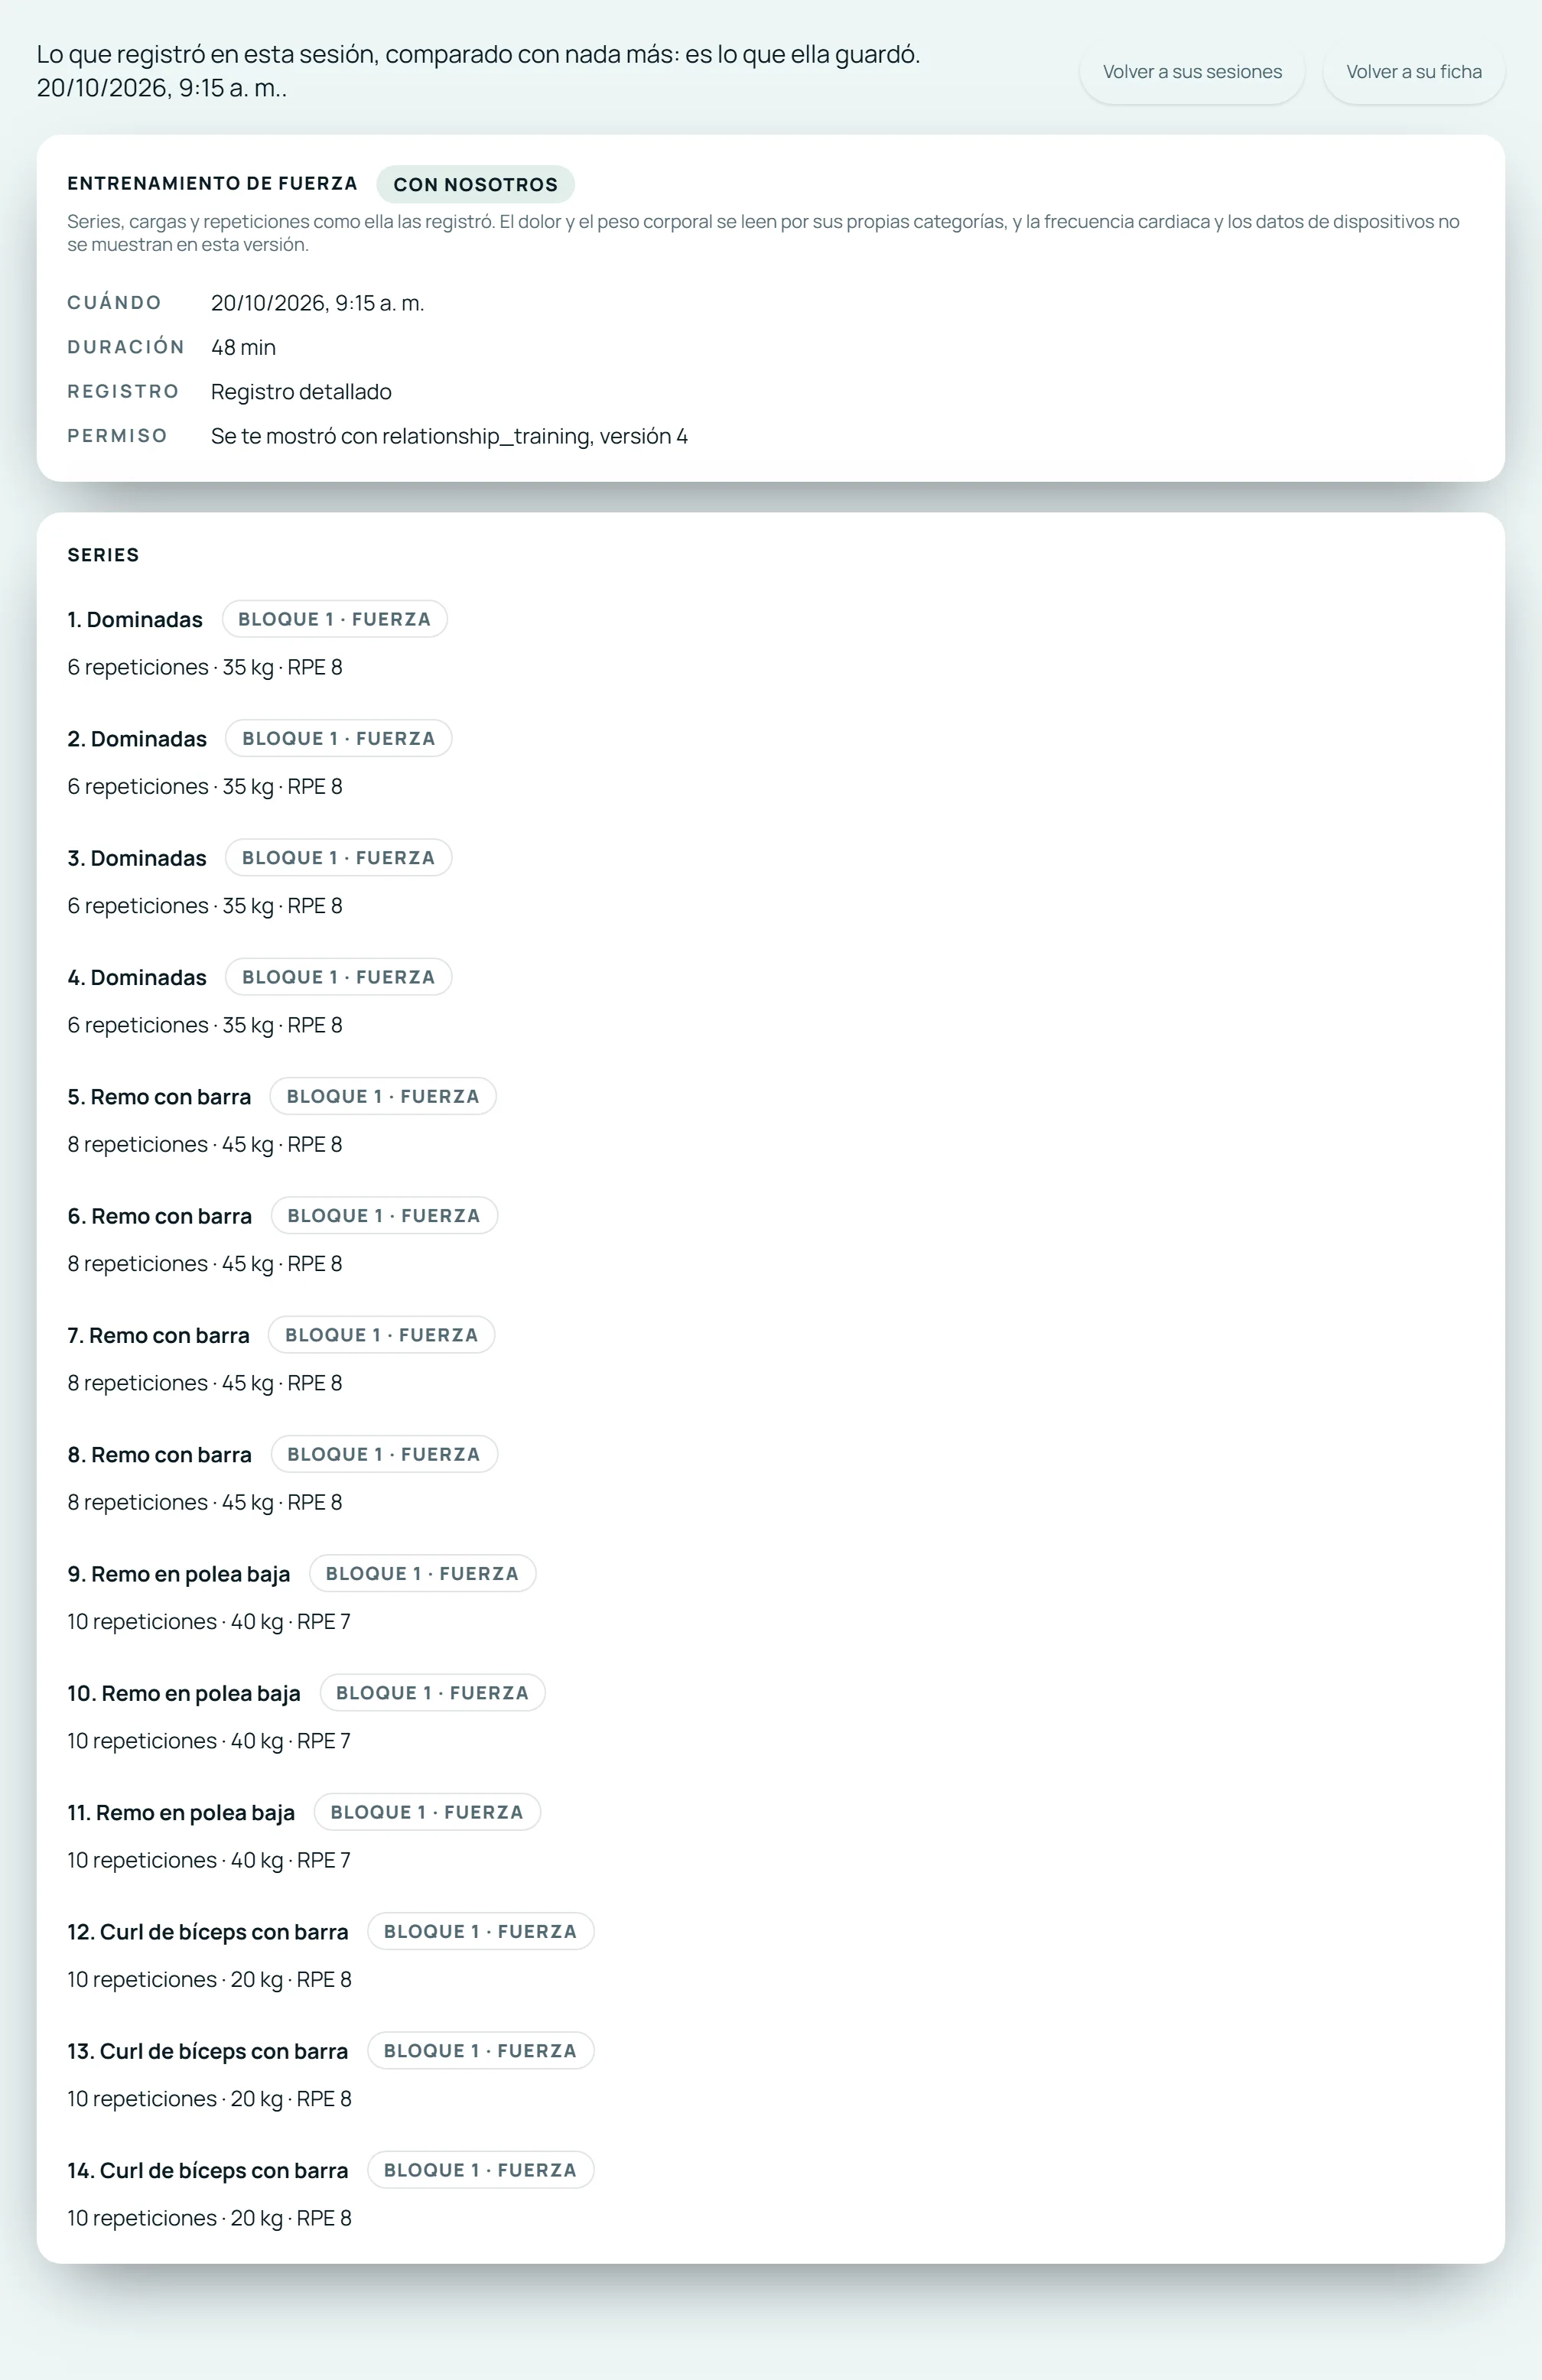 Lo que registró en esta sesión, comparado con nada más: es lo que ella guardó.
20/10/2026, 9:15 a. m..
Volver a sus sesiones
Volver a su ficha
ENTRENAMIENTO DE FUERZA
CON NOSOTROS
Series, cargas y repeticiones como ella las registró. El dolor y el peso corporal se leen por sus propias categorías, y la frecuencia cardiaca y los datos de dispositivos no
se muestran en esta versión.
CUÁNDO 20/10/2026, 9:15 a. m.
DURACIÓN 48 min
REGISTRO Registro detallado
PERMISO Se te mostró con relationship_training, versión 4
SERIES
1. Dominadas BLOQUE 1 · FUERZA
6 repeticiones · 35 kg · RPE 8
2. Dominadas BLOQUE 1 · FUERZA
6 repeticiones · 35 kg · RPE 8
3. Dominadas BLOQUE 1 · FUERZA
6 repeticiones · 35 kg · RPE 8
4. Dominadas BLOQUE 1 · FUERZA
6 repeticiones · 35 kg · RPE 8
5. Remo con barra BLOQUE 1 · FUERZA
8 repeticiones · 45 kg · RPE 8
6. Remo con barra BLOQUE 1 · FUERZA
8 repeticiones · 45 kg · RPE 8
7. Remo con barra BLOQUE 1 · FUERZA
8 repeticiones · 45 kg · RPE 8
8. Remo con barra BLOQUE 1 · FUERZA
8 repeticiones · 45 kg · RPE 8
9. Remo en polea baja BLOQUE 1 · FUERZA
10 repeticiones · 40 kg · RPE 7
10. Remo en polea baja BLOQUE 1 · FUERZA
10 repeticiones · 40 kg · RPE 7
11. Remo en polea baja BLOQUE 1 · FUERZA
10 repeticiones · 40 kg · RPE 7
12. Curl de bíceps con barra BLOQUE 1 · FUERZA
10 repeticiones · 20 kg · RPE 8
13. Curl de bíceps con barra BLOQUE 1 · FUERZA
10 repeticiones · 20 kg · RPE 8
14. Curl de bíceps con barra BLOQUE 1 · FUERZA
10 repeticiones · 20 kg · RPE 8